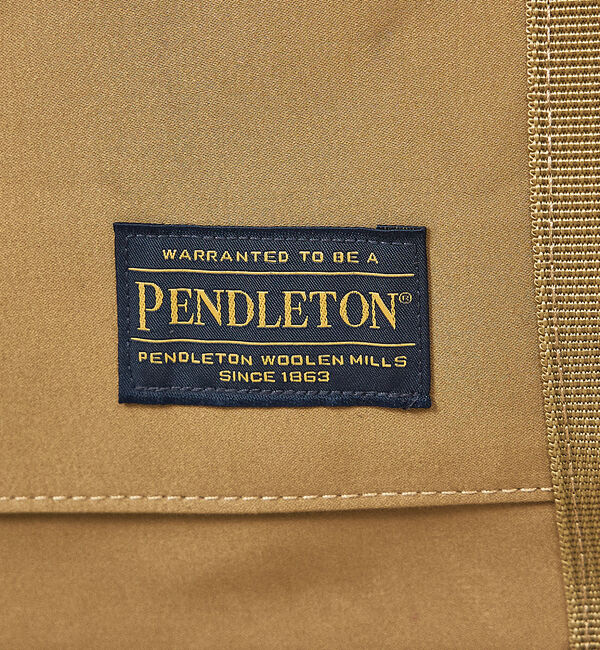 WARRANTED TO BE A
PENDLETON®
PENDLETON WOOLEN MILLS
SINCE 1863